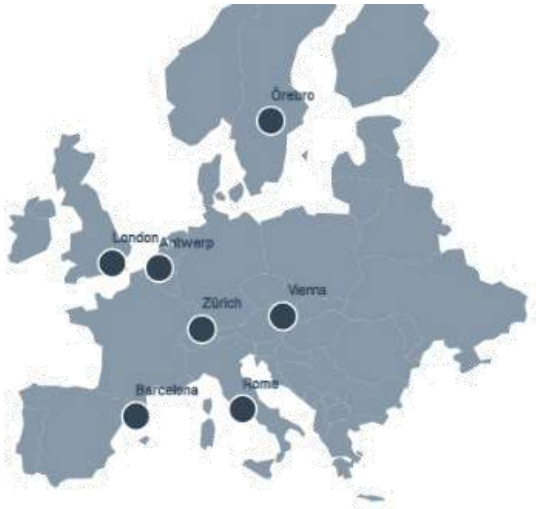 Örebro
London
Antwerp
Vienna
Zürich
Barcelona
Rome